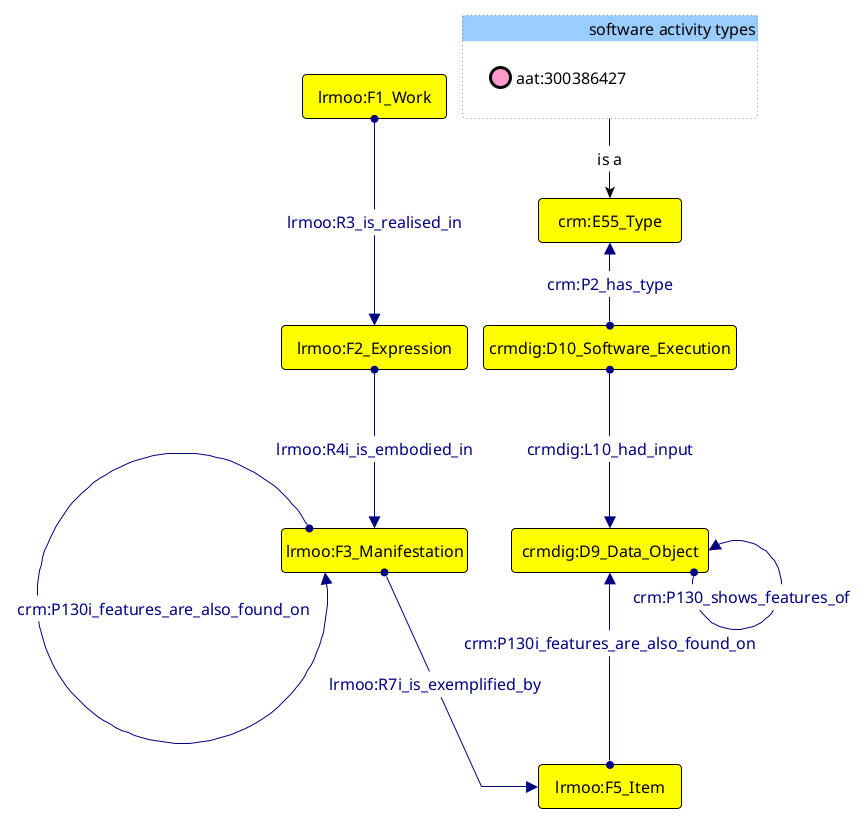 software activity types
aat:300386427
lrmoo:F1_Work
is a
lrmoo:R3_is_realised_in
crm:E55_Type
crm:P2_has_type
lrmoo:F2_Expression
crmdig:D10_Software_Execution
lrmoo:R4i_is_embodied_in
crmdig:L10_had_input
lrmoo:F3_Manifestation
crmdig:D9_Data_Object
crm:P130i_features_are_also_found_on
crm:P130_shows_features_of
crm:P130i_features_are_also_found_on
lrmoo:R7i_is_exemplified_by
lrmoo:F5_Item